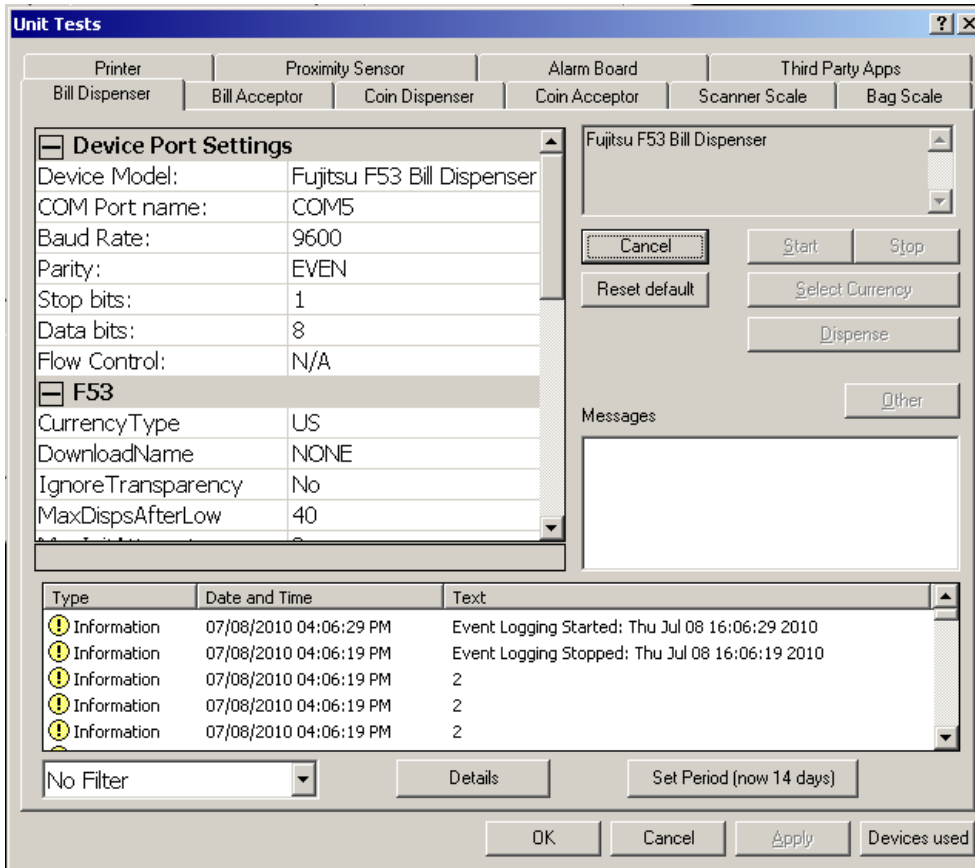 Unit Tests
Printer Proximity Sensor Alarm Board Third Party Apps
Bill Dispenser Bill Acceptor Coin Dispenser Coin Acceptor Scanner Scale Bag Scale
Device Port Settings
Device Model: Fujitsu F53 Bill Dispenser
COM Port name: COM5
Baud Rate: 9600
Parity: EVEN
Stop bits: 1
Data bits: 8
Flow Control: N/A
F53
CurrencyType US
DownloadName NONE
IgnoreTransparency No
MaxDispsAfterLow 40
Fujitsu F53 Bill Dispenser
Cancel Start Stop
Reset default Select Currency
Dispense
Other
Messages
Type Date and Time Text
Information 07/08/2010 04:06:29 PM Event Logging Started: Thu Jul 08 16:06:29 2010
Information 07/08/2010 04:06:19 PM Event Logging Stopped: Thu Jul 08 16:06:19 2010
Information 07/08/2010 04:06:19 PM 2
Information 07/08/2010 04:06:19 PM 2
Information 07/08/2010 04:06:19 PM 2
No Filter Details Set Period (now 14 days)
OK Cancel Apply Devices used